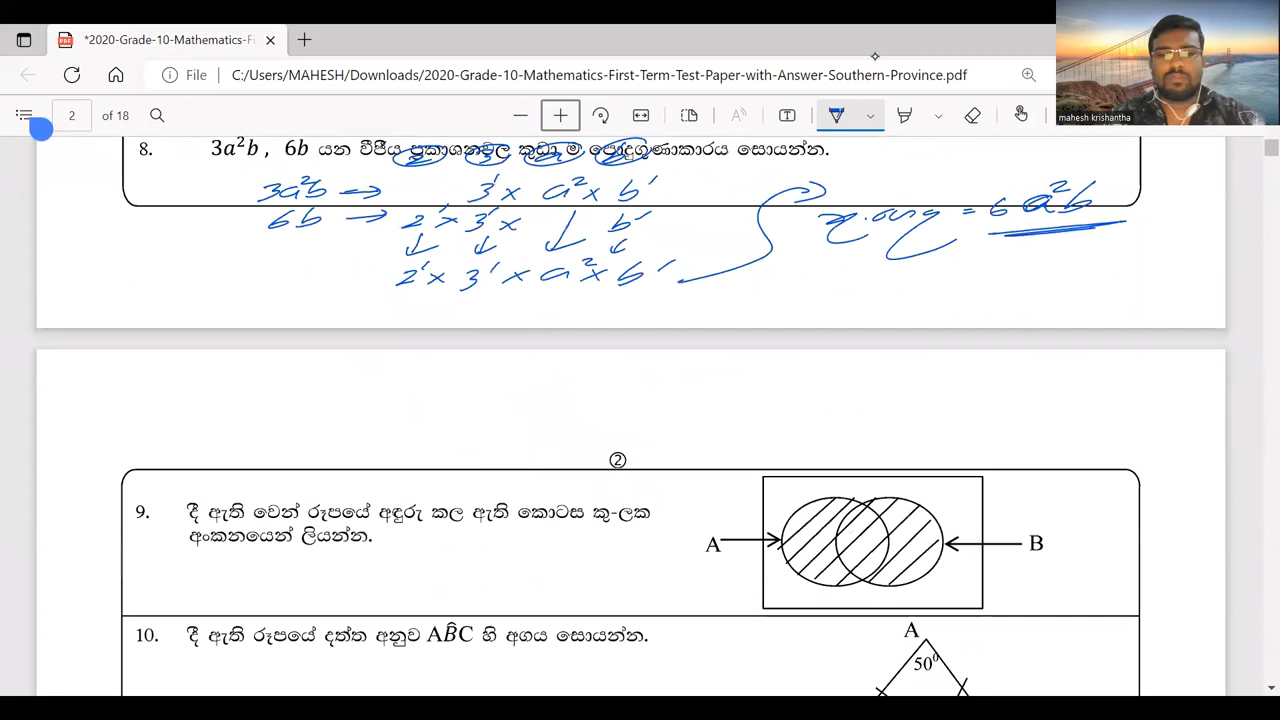 *2020-Grade-10-Mathematics-Fi
File C:/Users/MAHESH/Downloads/2020-Grade-10-Mathematics-First-Term-Test-Paper-with-Answer-Southern-Province.pdf
2 of 18
mahesh krishantha
8. 3a²b , 6b යන වීජීය ප්‍රකාශනවල කුඩා ම පොදුගුණාකාරය සොයන්න.
3a²b → 3¹ × a² × b¹
6b → 2¹ × 3¹ × b¹
= 6a²b
2¹ × 3¹ × a² × b¹
②
9. දී ඇති වෙන් රූපයේ අඳුරු කල ඇති කොටස කු-ලක
අංකනයෙන් ලියන්න.
A B
10. දී ඇති රූපයේ දත්ත අනුව AB̂C හි අගය සොයන්න.
A
50⁰